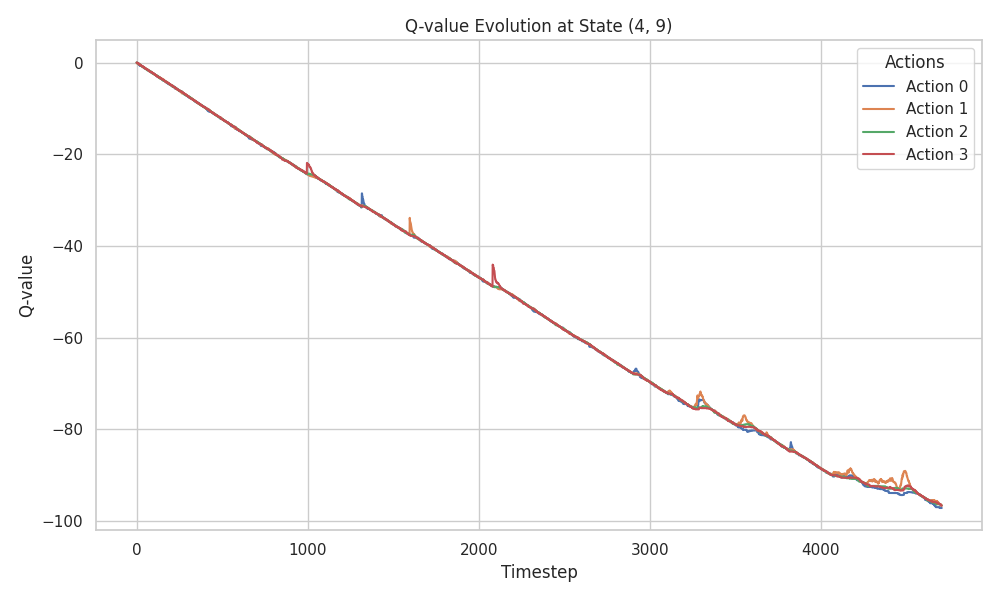 Q-value Evolution at State (4, 9)
Q-value
0
−20
−40
−60
−80
−100
Actions
Action 0
Action 1
Action 2
Action 3
0
1000
2000
3000
4000
Timestep